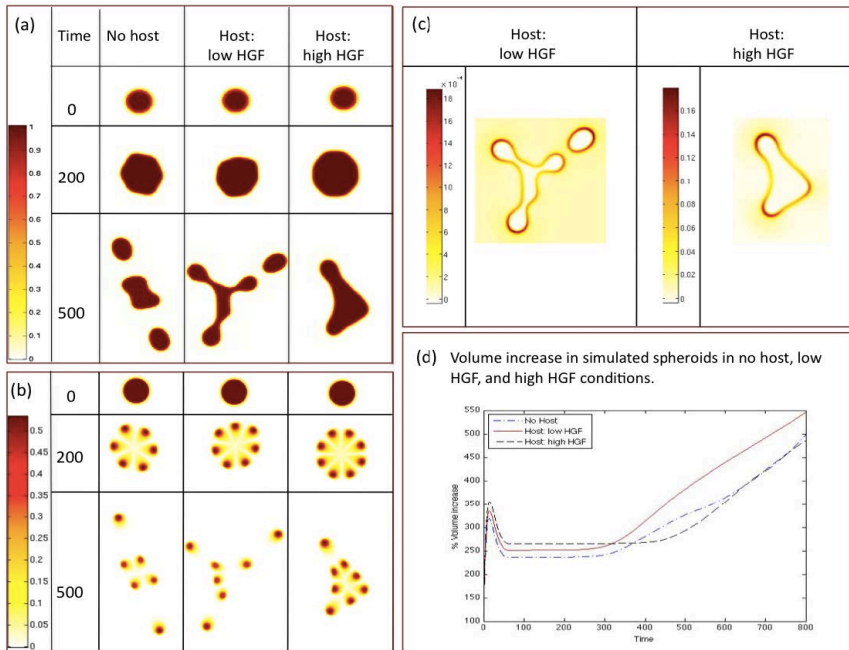 (a)
Time
No host
Host:
low HGF
Host:
high HGF
0
200
500
1
0.9
0.8
0.7
0.6
0.5
0.4
0.3
0.2
0.1
0
(b)
0
200
500
0.5
0.45
0.4
0.35
0.3
0.25
0.2
0.15
0.1
0.05
0
(c)
Host:
low HGF
Host:
high HGF
× 10⁻⁴
18
16
14
12
10
8
6
4
2
0
0.16
0.14
0.12
0.1
0.08
0.06
0.04
0.02
0
(d) Volume increase in simulated spheroids in no host, low
HGF, and high HGF conditions.
550
500
450
400
350
300
250
200
150
100
% Volume increase
No Host
Host: low HGF
Host: high HGF
0 100 200 300 400 500 600 700 800
Time